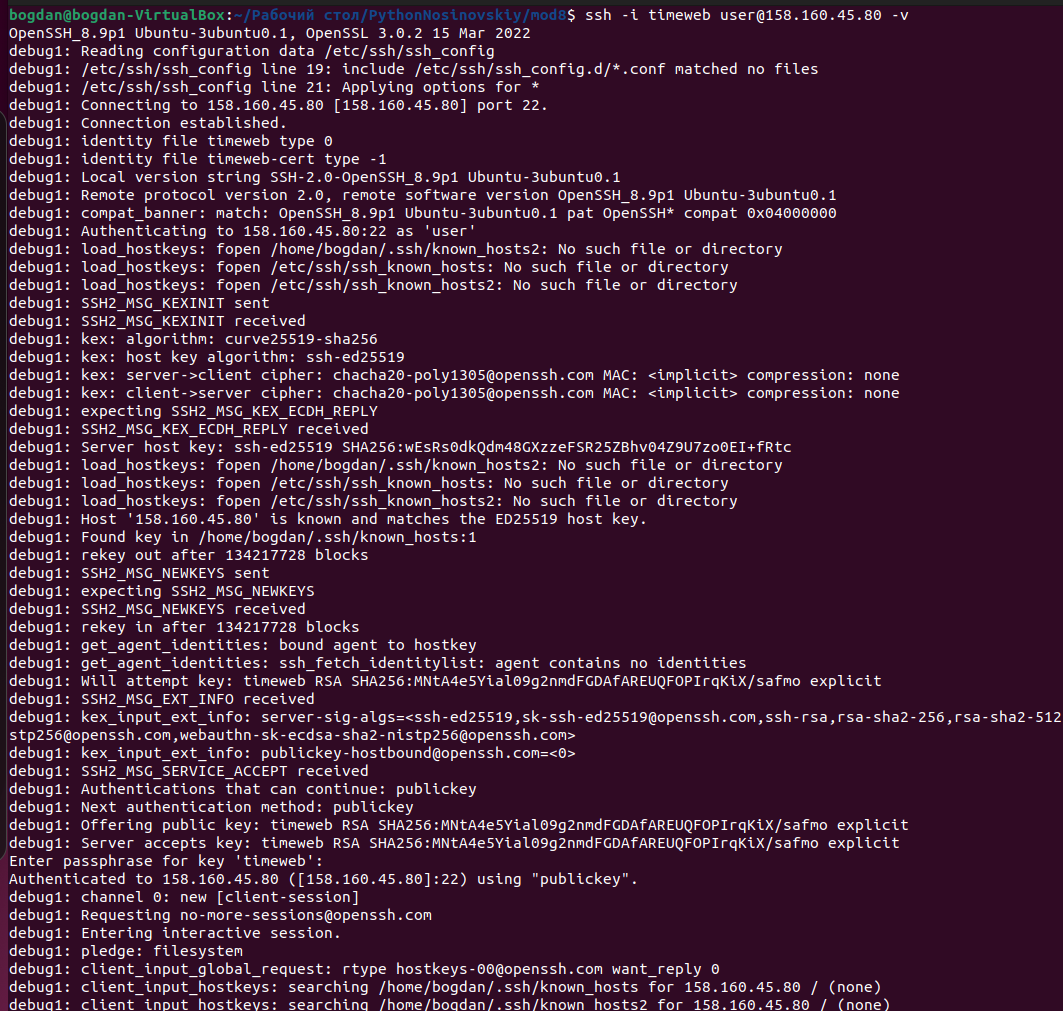 bogdan@bogdan-VirtualBox:~/Рабочий стол/PythonNosinovskiy/mod8$ ssh -i timeweb user@158.160.45.80 -v
OpenSSH_8.9p1 Ubuntu-3ubuntu0.1, OpenSSL 3.0.2 15 Mar 2022
debug1: Reading configuration data /etc/ssh/ssh_config
debug1: /etc/ssh/ssh_config line 19: include /etc/ssh/ssh_config.d/*.conf matched no files
debug1: /etc/ssh/ssh_config line 21: Applying options for *
debug1: Connecting to 158.160.45.80 [158.160.45.80] port 22.
debug1: Connection established.
debug1: identity file timeweb type 0
debug1: identity file timeweb-cert type -1
debug1: Local version string SSH-2.0-OpenSSH_8.9p1 Ubuntu-3ubuntu0.1
debug1: Remote protocol version 2.0, remote software version OpenSSH_8.9p1 Ubuntu-3ubuntu0.1
debug1: compat_banner: match: OpenSSH_8.9p1 Ubuntu-3ubuntu0.1 pat OpenSSH* compat 0x04000000
debug1: Authenticating to 158.160.45.80:22 as 'user'
debug1: load_hostkeys: fopen /home/bogdan/.ssh/known_hosts2: No such file or directory
debug1: load_hostkeys: fopen /etc/ssh/ssh_known_hosts: No such file or directory
debug1: load_hostkeys: fopen /etc/ssh/ssh_known_hosts2: No such file or directory
debug1: SSH2_MSG_KEXINIT sent
debug1: SSH2_MSG_KEXINIT received
debug1: kex: algorithm: curve25519-sha256
debug1: kex: host key algorithm: ssh-ed25519
debug1: kex: server->client cipher: chacha20-poly1305@openssh.com MAC: <implicit> compression: none
debug1: kex: client->server cipher: chacha20-poly1305@openssh.com MAC: <implicit> compression: none
debug1: expecting SSH2_MSG_KEX_ECDH_REPLY
debug1: SSH2_MSG_KEX_ECDH_REPLY received
debug1: Server host key: ssh-ed25519 SHA256:wEsRs0dkQdm48GXzzeFSR25ZBhv04Z9U7zo0EI+fRtc
debug1: load_hostkeys: fopen /home/bogdan/.ssh/known_hosts2: No such file or directory
debug1: load_hostkeys: fopen /etc/ssh/ssh_known_hosts: No such file or directory
debug1: load_hostkeys: fopen /etc/ssh/ssh_known_hosts2: No such file or directory
debug1: Host '158.160.45.80' is known and matches the ED25519 host key.
debug1: Found key in /home/bogdan/.ssh/known_hosts:1
debug1: rekey out after 134217728 blocks
debug1: SSH2_MSG_NEWKEYS sent
debug1: expecting SSH2_MSG_NEWKEYS
debug1: SSH2_MSG_NEWKEYS received
debug1: rekey in after 134217728 blocks
debug1: get_agent_identities: bound agent to hostkey
debug1: get_agent_identities: ssh_fetch_identitylist: agent contains no identities
debug1: Will attempt key: timeweb RSA SHA256:MNtA4e5Yial09g2nmdFGDAfAREUQFOPIrqKiX/safmo explicit
debug1: SSH2_MSG_EXT_INFO received
debug1: kex_input_ext_info: server-sig-algs=<ssh-ed25519,sk-ssh-ed25519@openssh.com,ssh-rsa,rsa-sha2-256,rsa-sha2-512
stp256@openssh.com,webauthn-sk-ecdsa-sha2-nistp256@openssh.com>
debug1: kex_input_ext_info: publickey-hostbound@openssh.com=<0>
debug1: SSH2_MSG_SERVICE_ACCEPT received
debug1: Authentications that can continue: publickey
debug1: Next authentication method: publickey
debug1: Offering public key: timeweb RSA SHA256:MNtA4e5Yial09g2nmdFGDAfAREUQFOPIrqKiX/safmo explicit
debug1: Server accepts key: timeweb RSA SHA256:MNtA4e5Yial09g2nmdFGDAfAREUQFOPIrqKiX/safmo explicit
Enter passphrase for key 'timeweb':
Authenticated to 158.160.45.80 ([158.160.45.80]:22) using "publickey".
debug1: channel 0: new [client-session]
debug1: Requesting no-more-sessions@openssh.com
debug1: Entering interactive session.
debug1: pledge: filesystem
debug1: client_input_global_request: rtype hostkeys-00@openssh.com want_reply 0
debug1: client_input_hostkeys: searching /home/bogdan/.ssh/known_hosts for 158.160.45.80 / (none)
debug1: client_input_hostkeys: searching /home/bogdan/.ssh/known_hosts2 for 158.160.45.80 / (none)